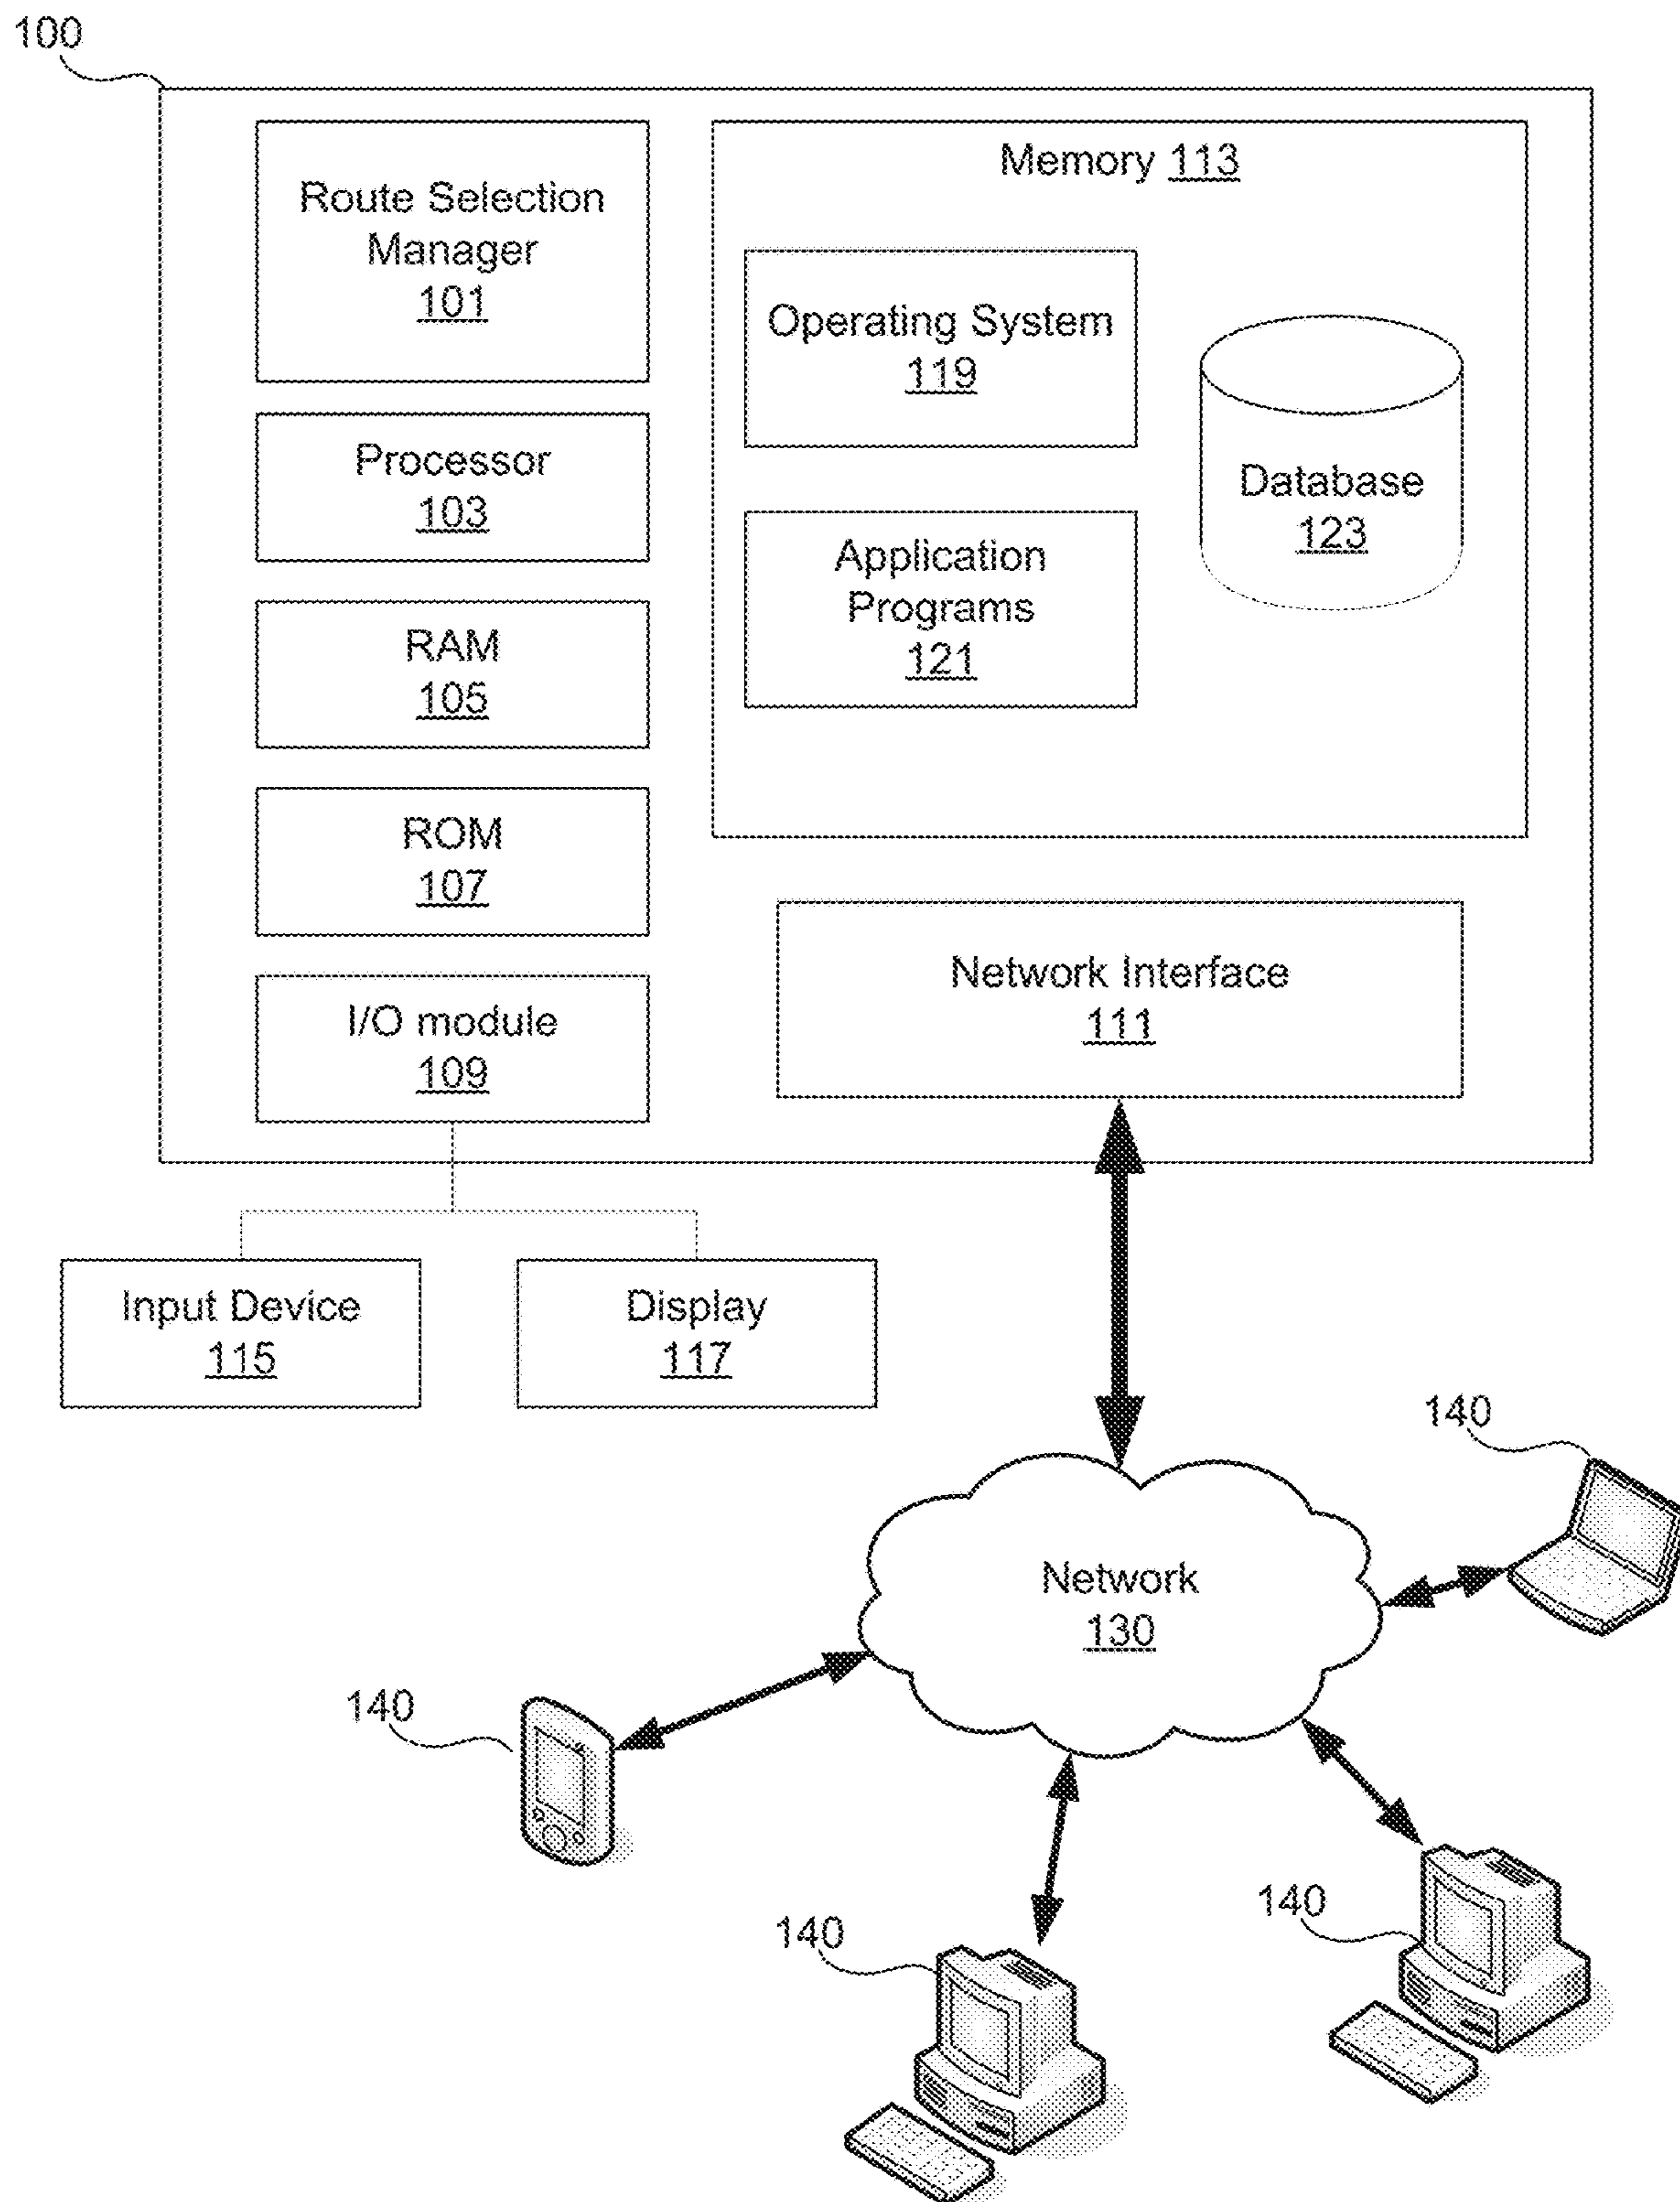 100
Route Selection
Manager
101
Processor
103
RAM
105
ROM
107
I/O module
109
Memory 113
Operating System
119
Application
Programs
121
Database
123
Network Interface
111
Input Device
115
Display
117
140
Network
130
140
140
140